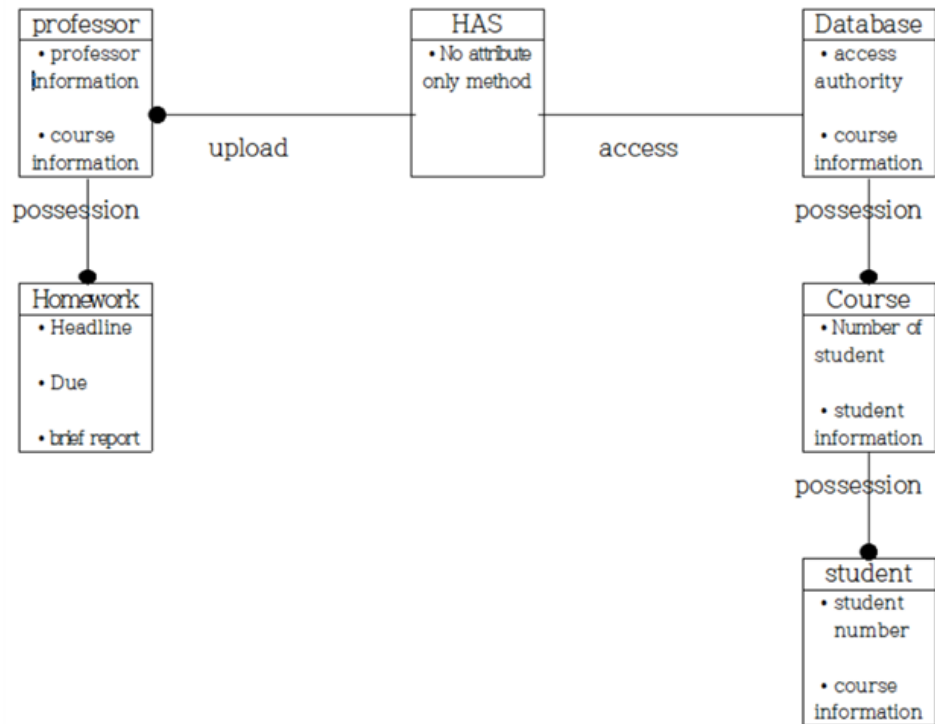 professor
• professor
information
• course
information
HAS
• No attribute
only method
Database
• access
authority
• course
information
upload
access
possession
possession
Homework
• Headline
• Due
• brief report
Course
• Number of
student
• student
information
possession
student
• student
number
• course
information